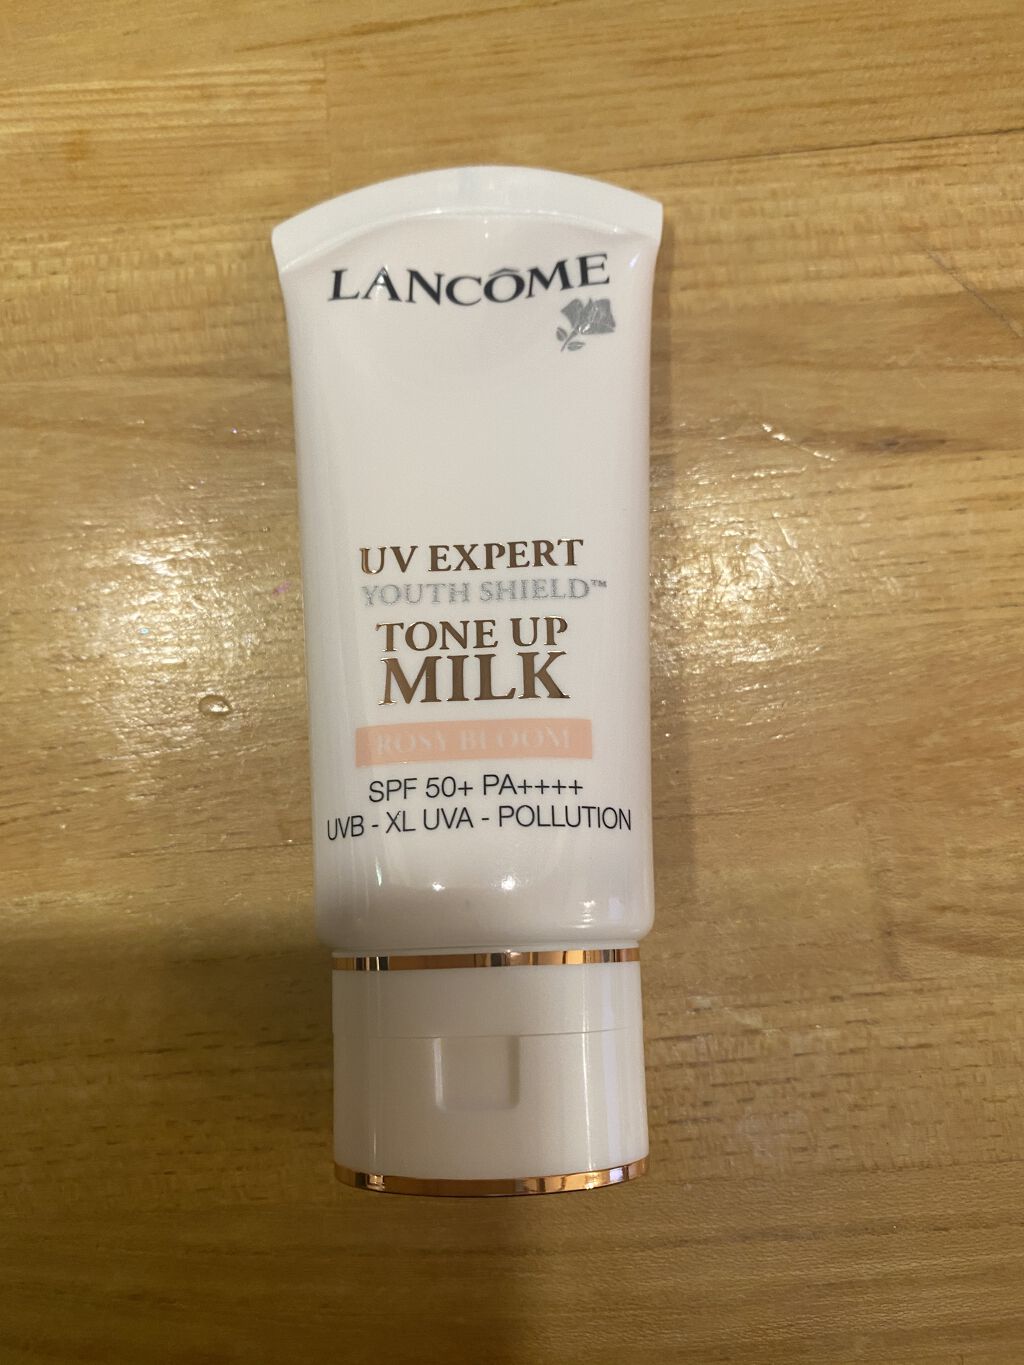 LANCÔME
UV EXPERT
YOUTH SHIELD™
TONE UP
MILK
ROSY BLOOM
SPF 50+ PA++++
UVB - XL UVA - POLLUTION